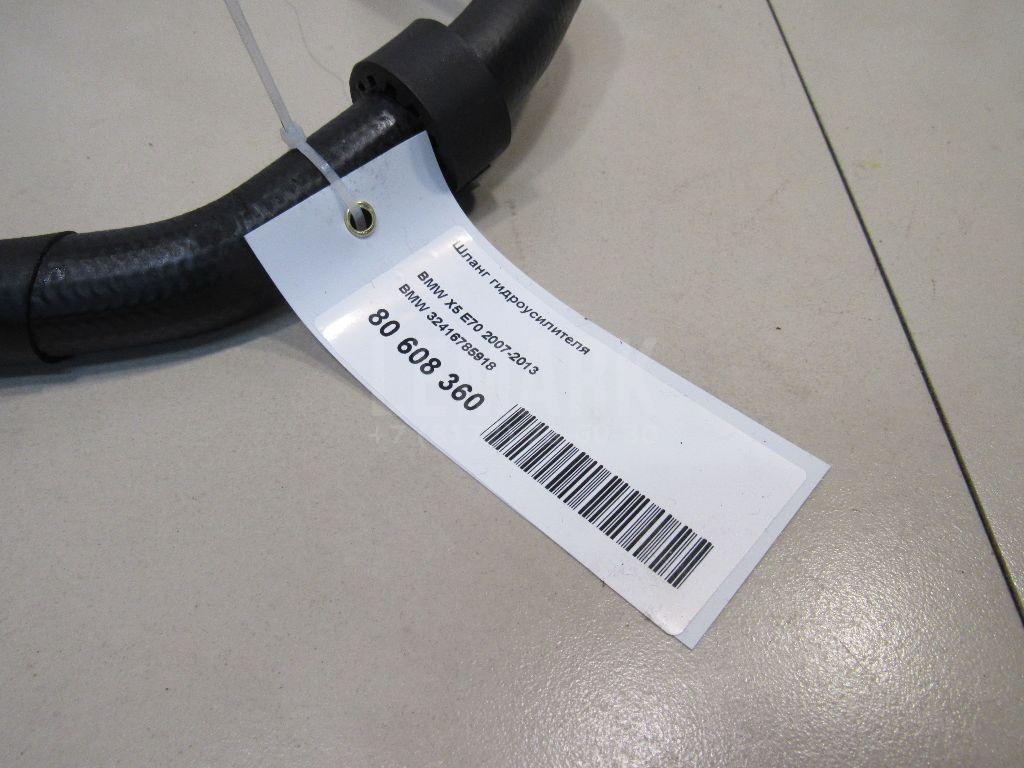 Шланг гидроусилителя
BMW X5 E70 2007-2013
BMW 32416785918
80 608 360